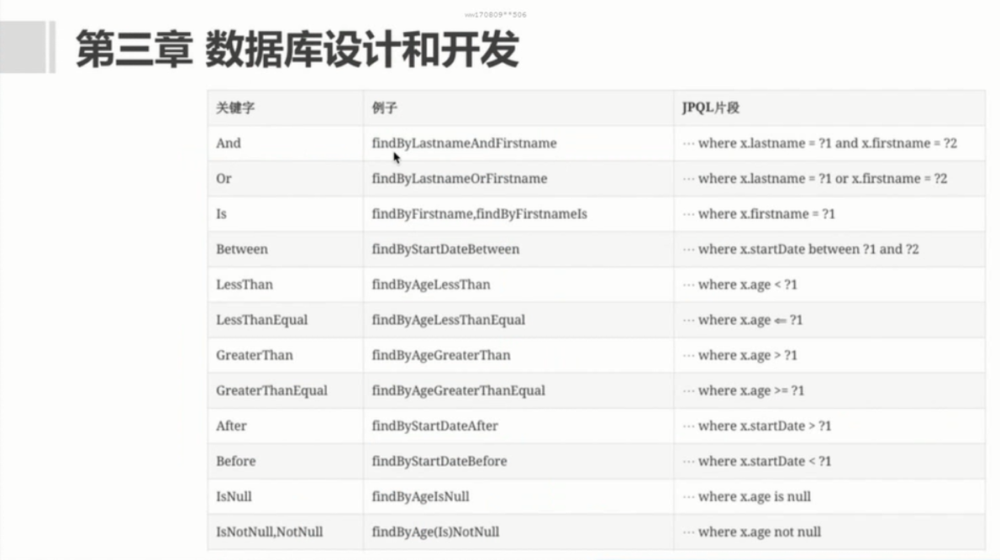 ww170809**506
第三章 数据库设计和开发
关键字 例子 JPQL片段
And findByLastnameAndFirstname ··· where x.lastname = ?1 and x.firstname = ?2
Or findByLastnameOrFirstname ··· where x.lastname = ?1 or x.firstname = ?2
Is findByFirstname,findByFirstnameIs ··· where x.firstname = ?1
Between findByStartDateBetween ··· where x.startDate between ?1 and ?2
LessThan findByAgeLessThan ··· where x.age < ?1
LessThanEqual findByAgeLessThanEqual ··· where x.age ⇐ ?1
GreaterThan findByAgeGreaterThan ··· where x.age > ?1
GreaterThanEqual findByAgeGreaterThanEqual ··· where x.age >= ?1
After findByStartDateAfter ··· where x.startDate > ?1
Before findByStartDateBefore ··· where x.startDate < ?1
IsNull findByAgeIsNull ··· where x.age is null
IsNotNull,NotNull findByAge(Is)NotNull ··· where x.age not null